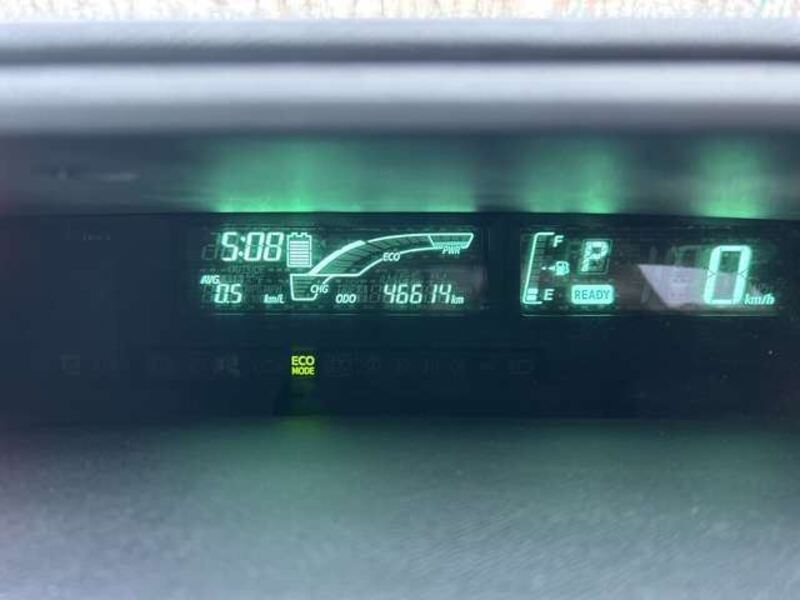 5:08
ECO
PWR
AVG
0.5 km/L
CHG
ODO 46614 km
F
P
E
READY
0 km/h
ECO
MODE